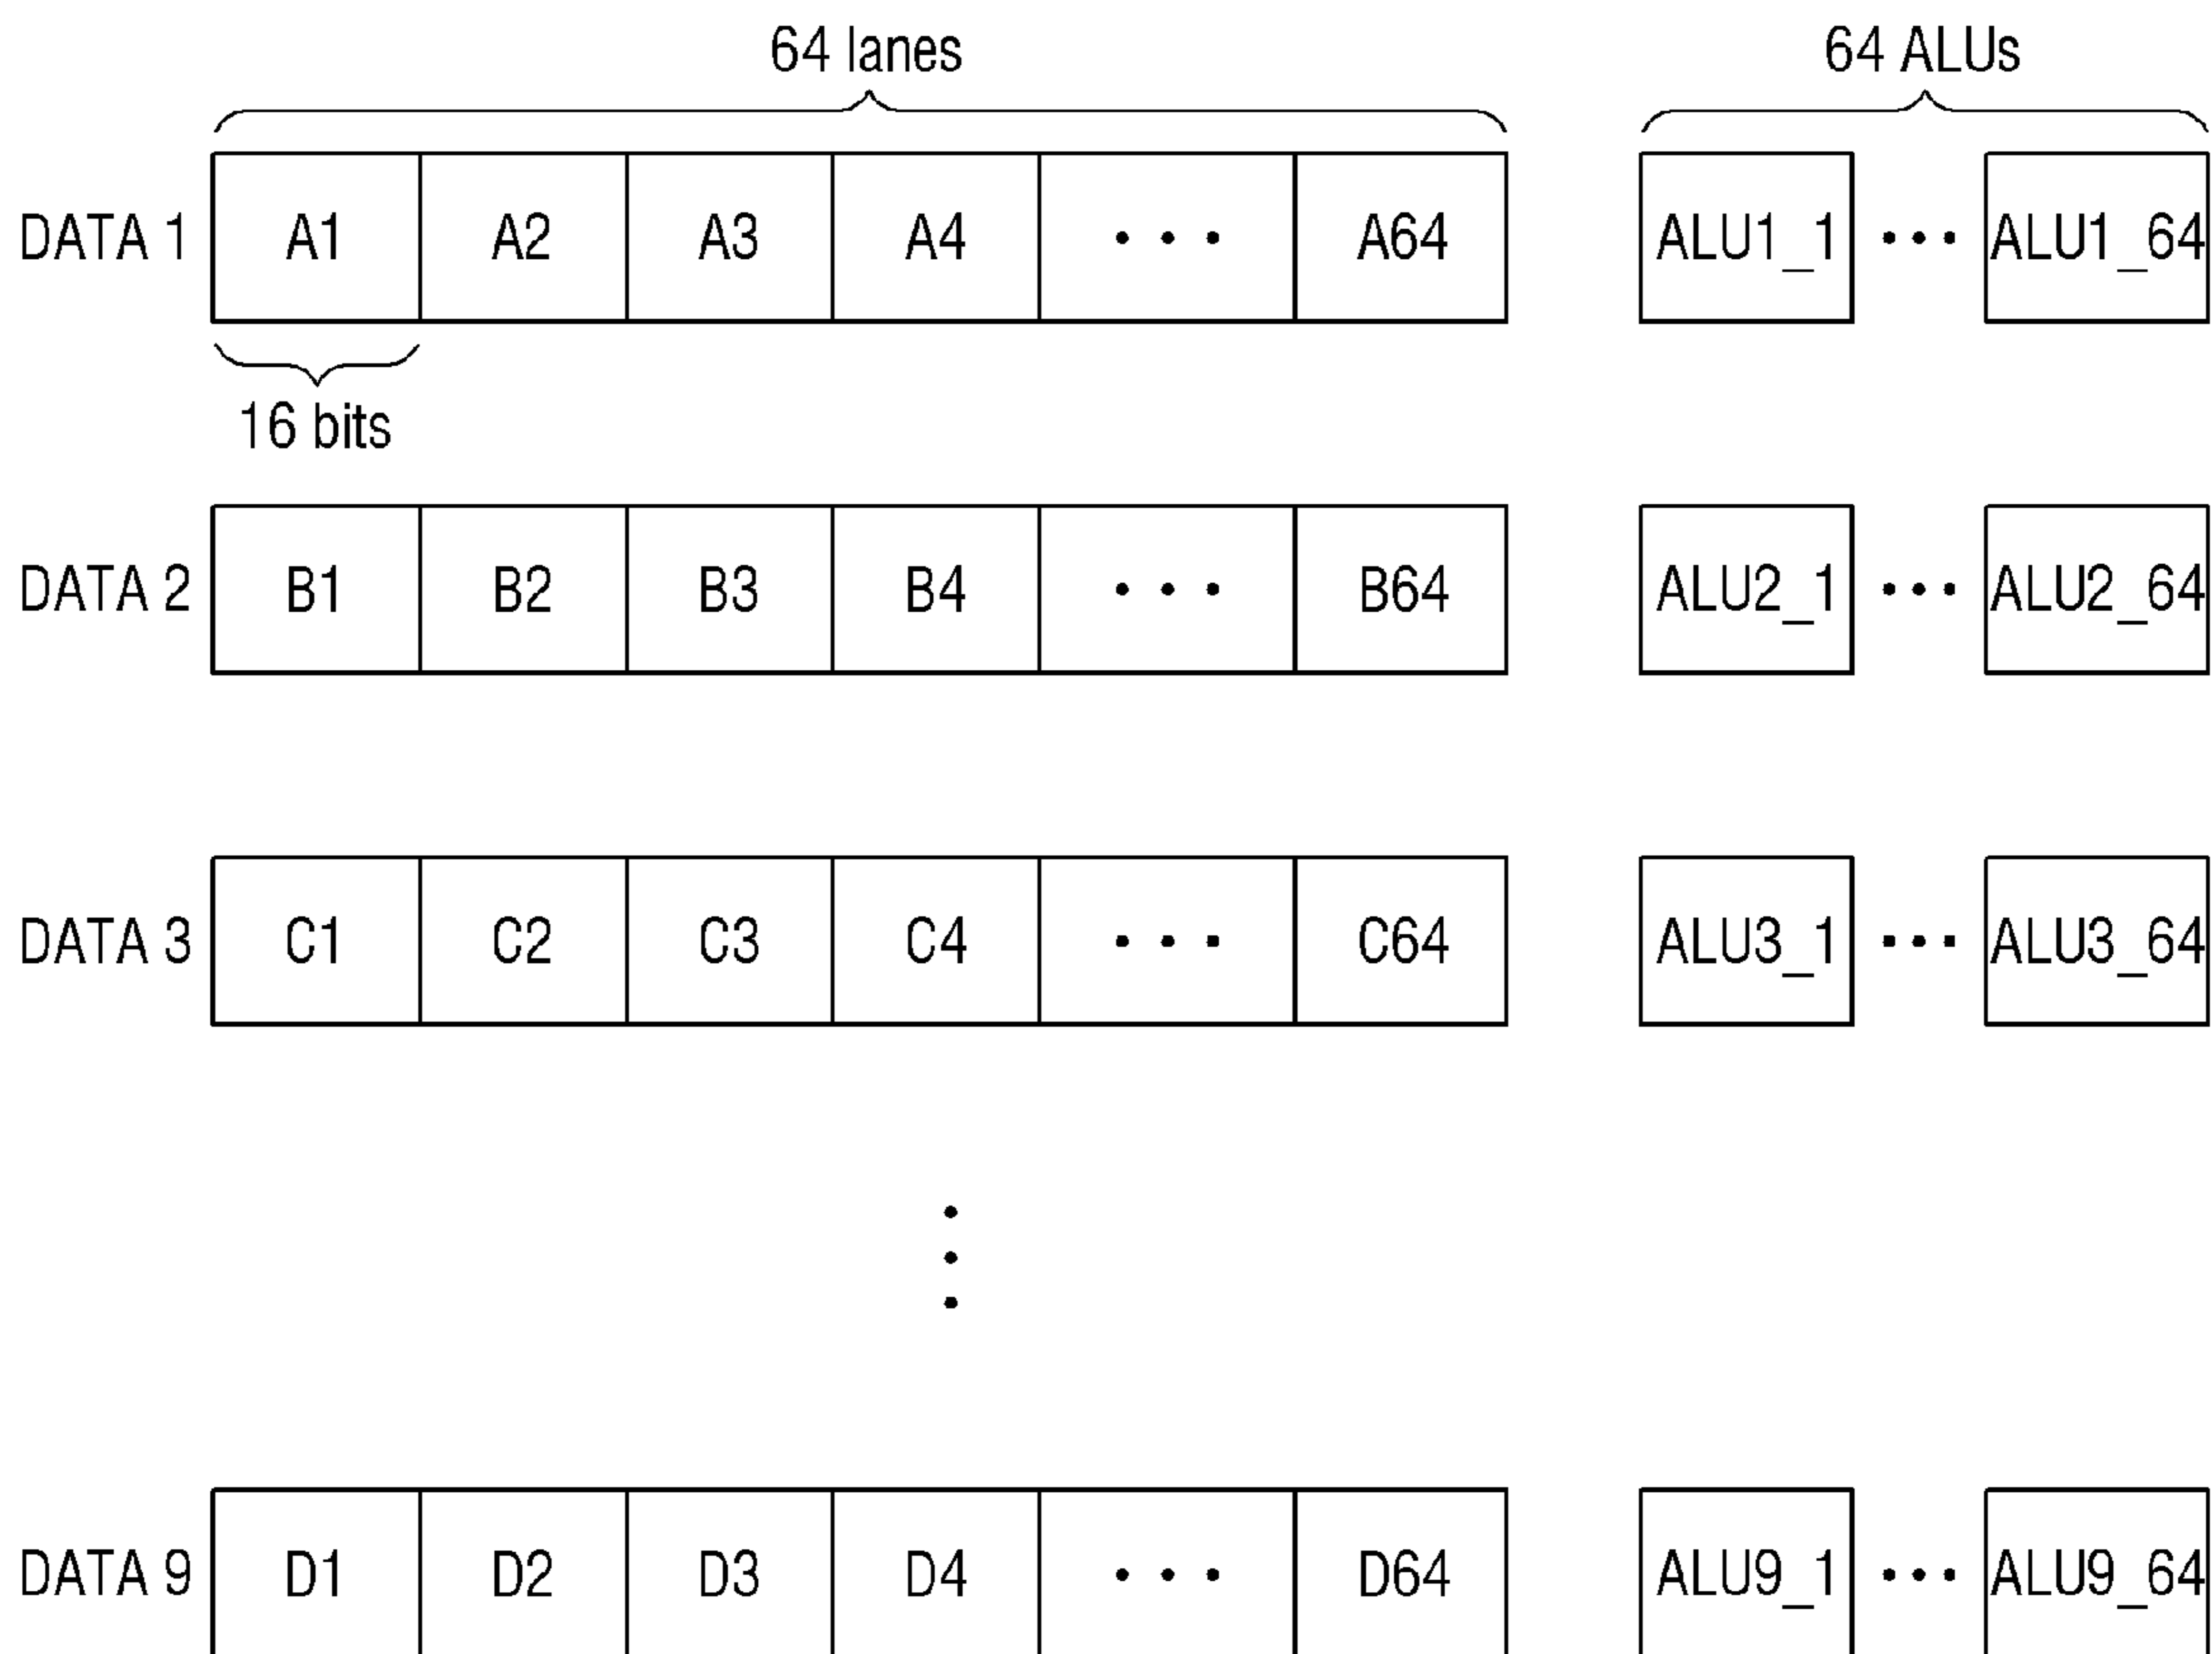 64 lanes 64 ALUs
DATA 1 A1 A2 A3 A4 • • • A64 ALU1_1 • • • ALU1_64
16 bits
DATA 2 B1 B2 B3 B4 • • • B64 ALU2_1 • • • ALU2_64
DATA 3 C1 C2 C3 C4 • • • C64 ALU3_1 • • • ALU3_64
DATA 9 D1 D2 D3 D4 • • • D64 ALU9_1 • • • ALU9_64